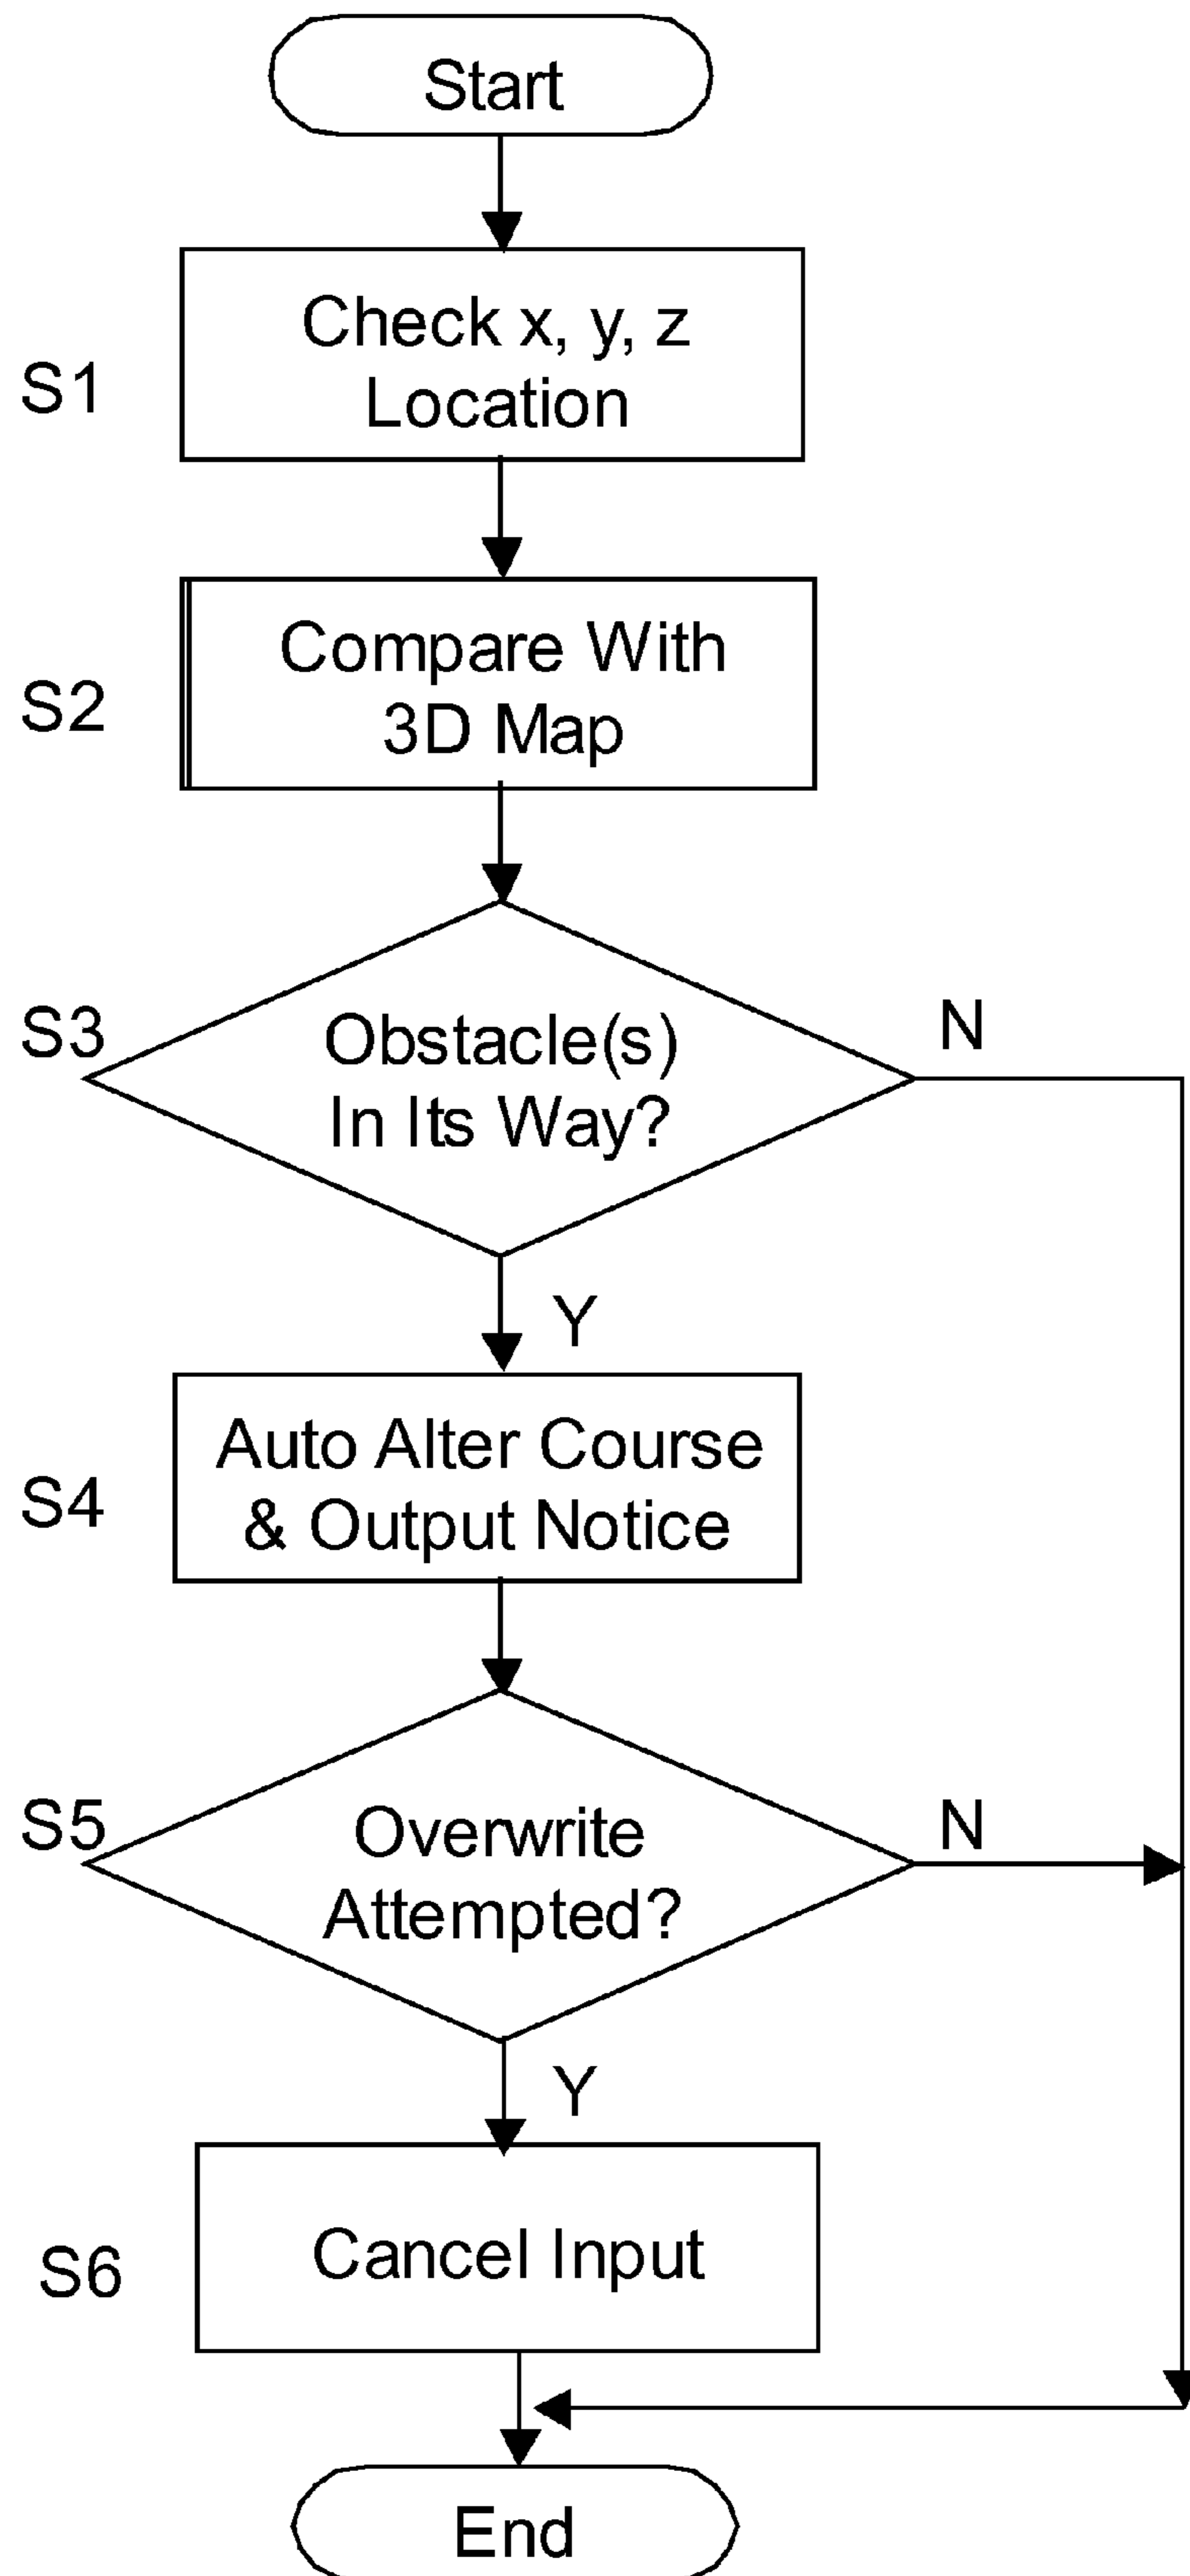 Start
S1
Check x, y, z
Location
S2
Compare With
3D Map
S3
Obstacle(s)
In Its Way?
N
Y
S4
Auto Alter Course
& Output Notice
S5
Overwrite
Attempted?
N
Y
S6
Cancel Input
End